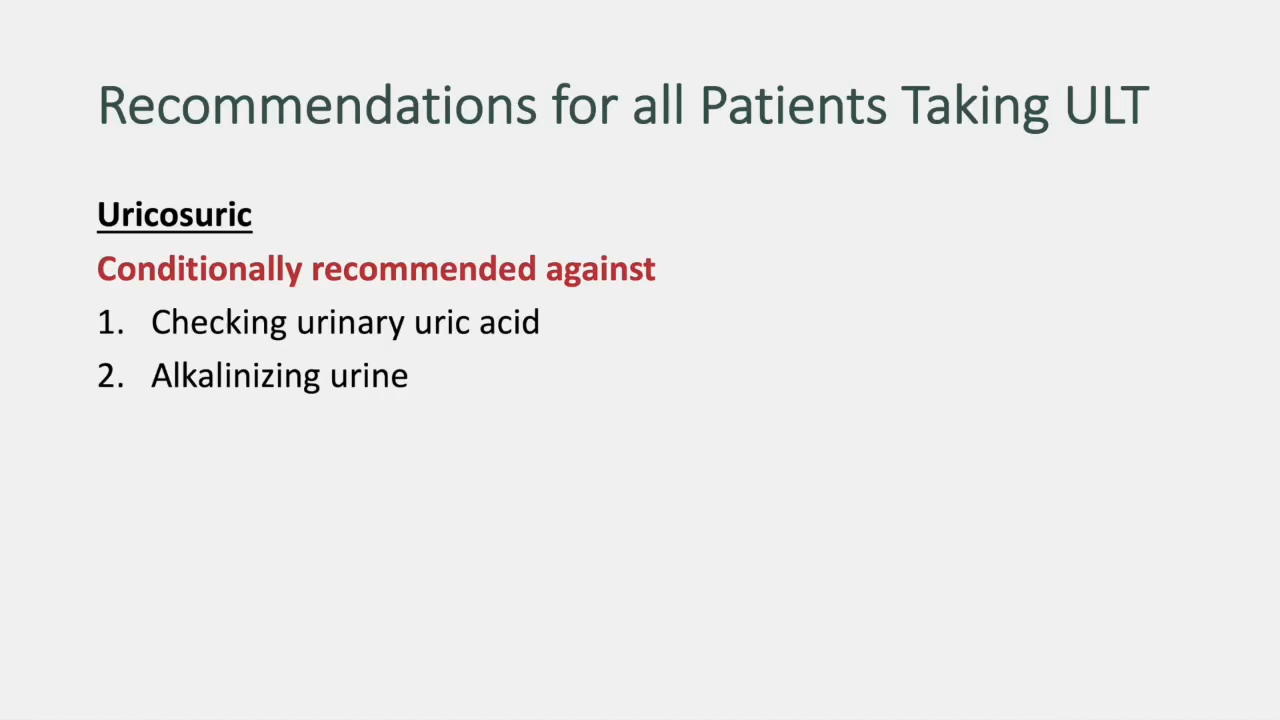 Recommendations for all Patients Taking ULT
Uricosuric
Conditionally recommended against
1. Checking urinary uric acid
2. Alkalinizing urine